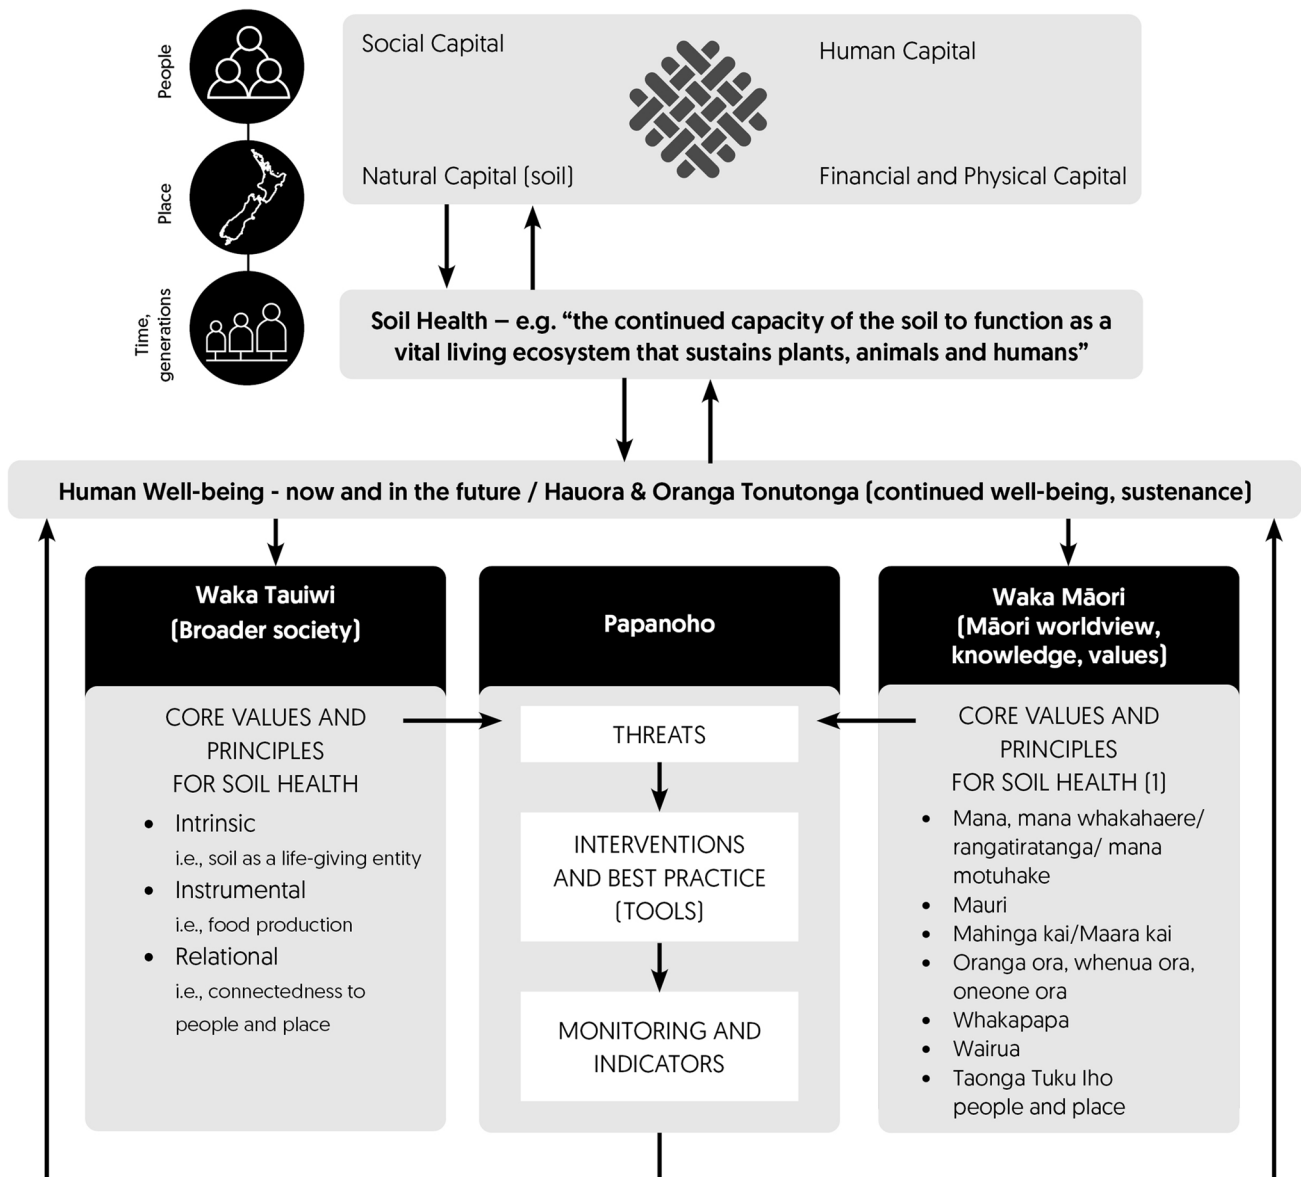 People
Place
Time,
generations
Social Capital
Human Capital
Natural Capital (soil)
Financial and Physical Capital
Soil Health – e.g. “the continued capacity of the soil to function as a
vital living ecosystem that sustains plants, animals and humans”
Human Well-being - now and in the future / Hauora & Oranga Tonutonga (continued well-being, sustenance)
Waka Tauiwi
(Broader society)
CORE VALUES AND
PRINCIPLES
FOR SOIL HEALTH
• Intrinsic
i.e., soil as a life-giving entity
• Instrumental
i.e., food production
• Relational
i.e., connectedness to
people and place
Papanoho
THREATS
INTERVENTIONS
AND BEST PRACTICE
(TOOLS)
MONITORING AND
INDICATORS
Waka Māori
(Māori worldview,
knowledge, values)
CORE VALUES AND
PRINCIPLES
FOR SOIL HEALTH (1)
• Mana, mana whakahaere/
rangatiratanga/ mana
motuhake
• Mauri
• Mahinga kai/Maara kai
• Oranga ora, whenua ora,
oneone ora
• Whakapapa
• Wairua
• Taonga Tuku Iho
people and place